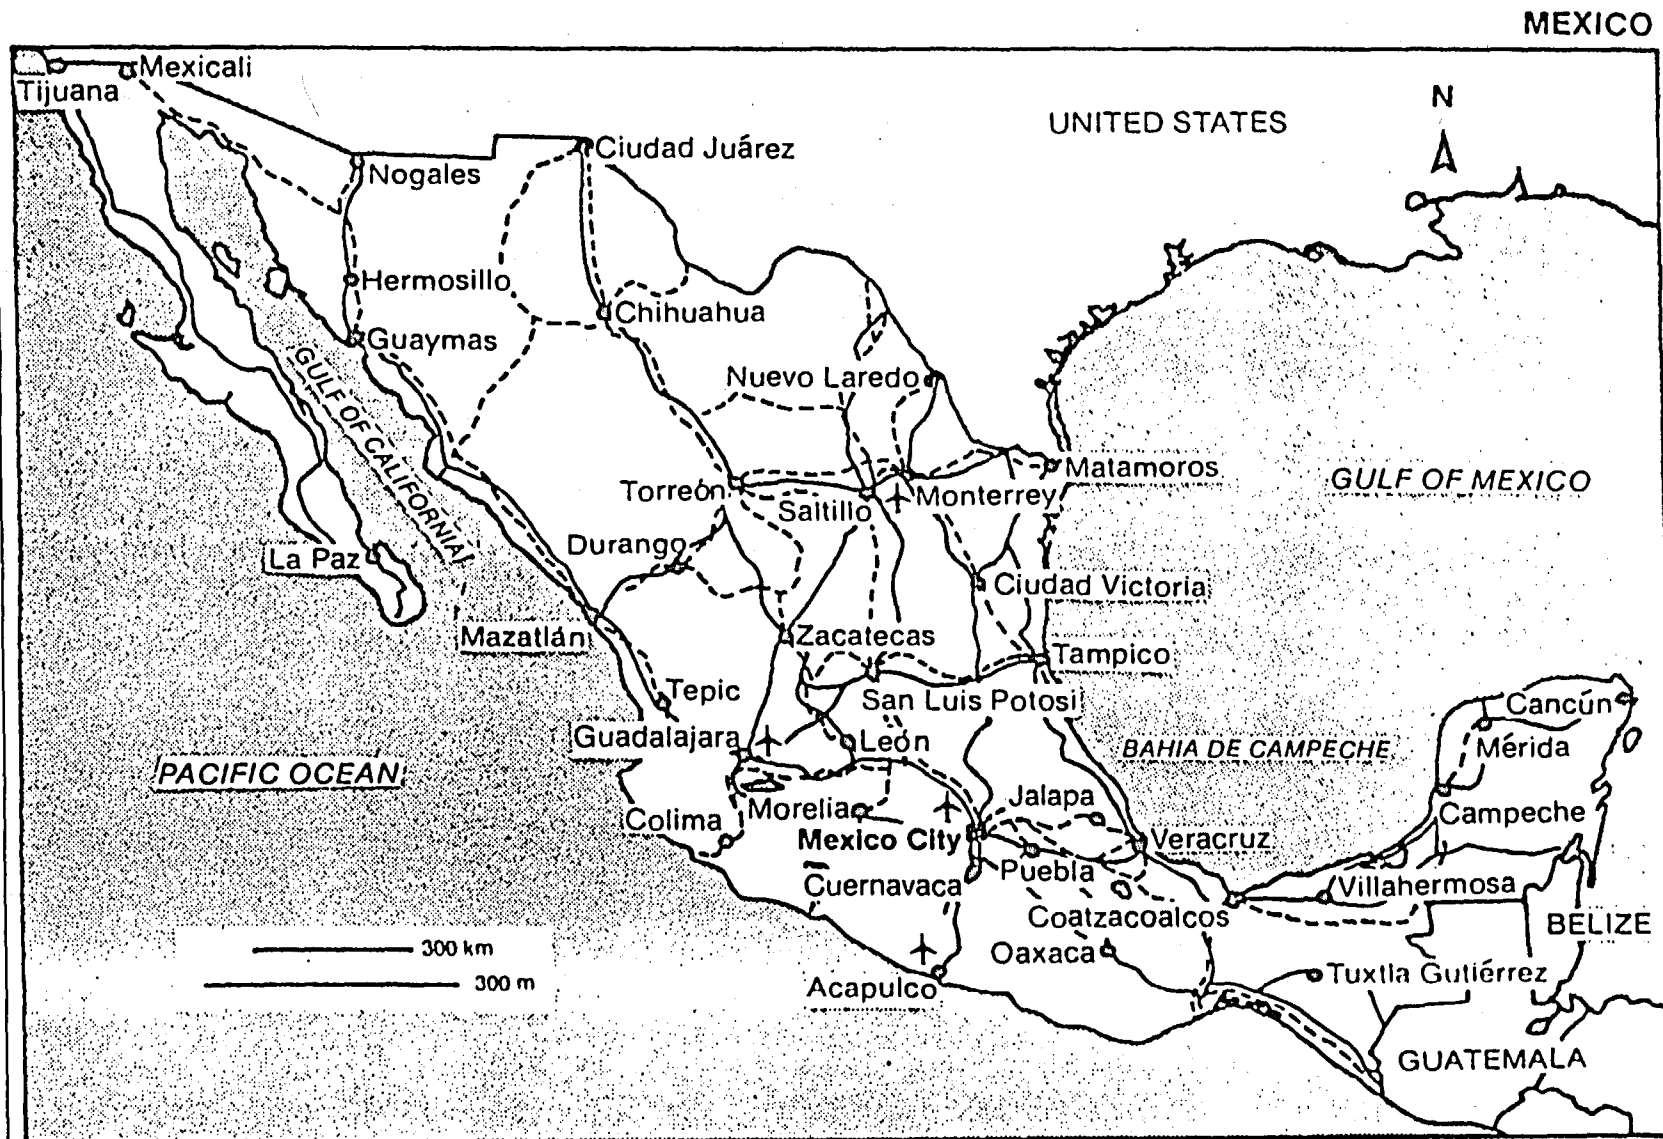 MEXICO
Mexicali
Tijuana
N
UNITED STATES
Ciudad Juárez
Nogales
Hermosillo
Chihuahua
Guaymas
GULF OF CALIFORNIA
Nuevo Laredo
Matamoros
GULF OF MEXICO
Torreón
Monterrey
Saltillo
Durango
La Paz
Ciudad Victoria
Mazatlán
Zacatecas
Tampico
Tepic
San Luis Potosí
Cancún
Guadalajara
León
BAHIA DE CAMPECHE
Mérida
PACIFIC OCEAN
Jalapa
Morelia
Campeche
Colima
Mexico City
Veracruz
Puebla
Cuernavaca
Villahermosa
Coatzacoalcos
BELIZE
300 km
Oaxaca
Tuxtla Gutiérrez
300 m
Acapulco
GUATEMALA